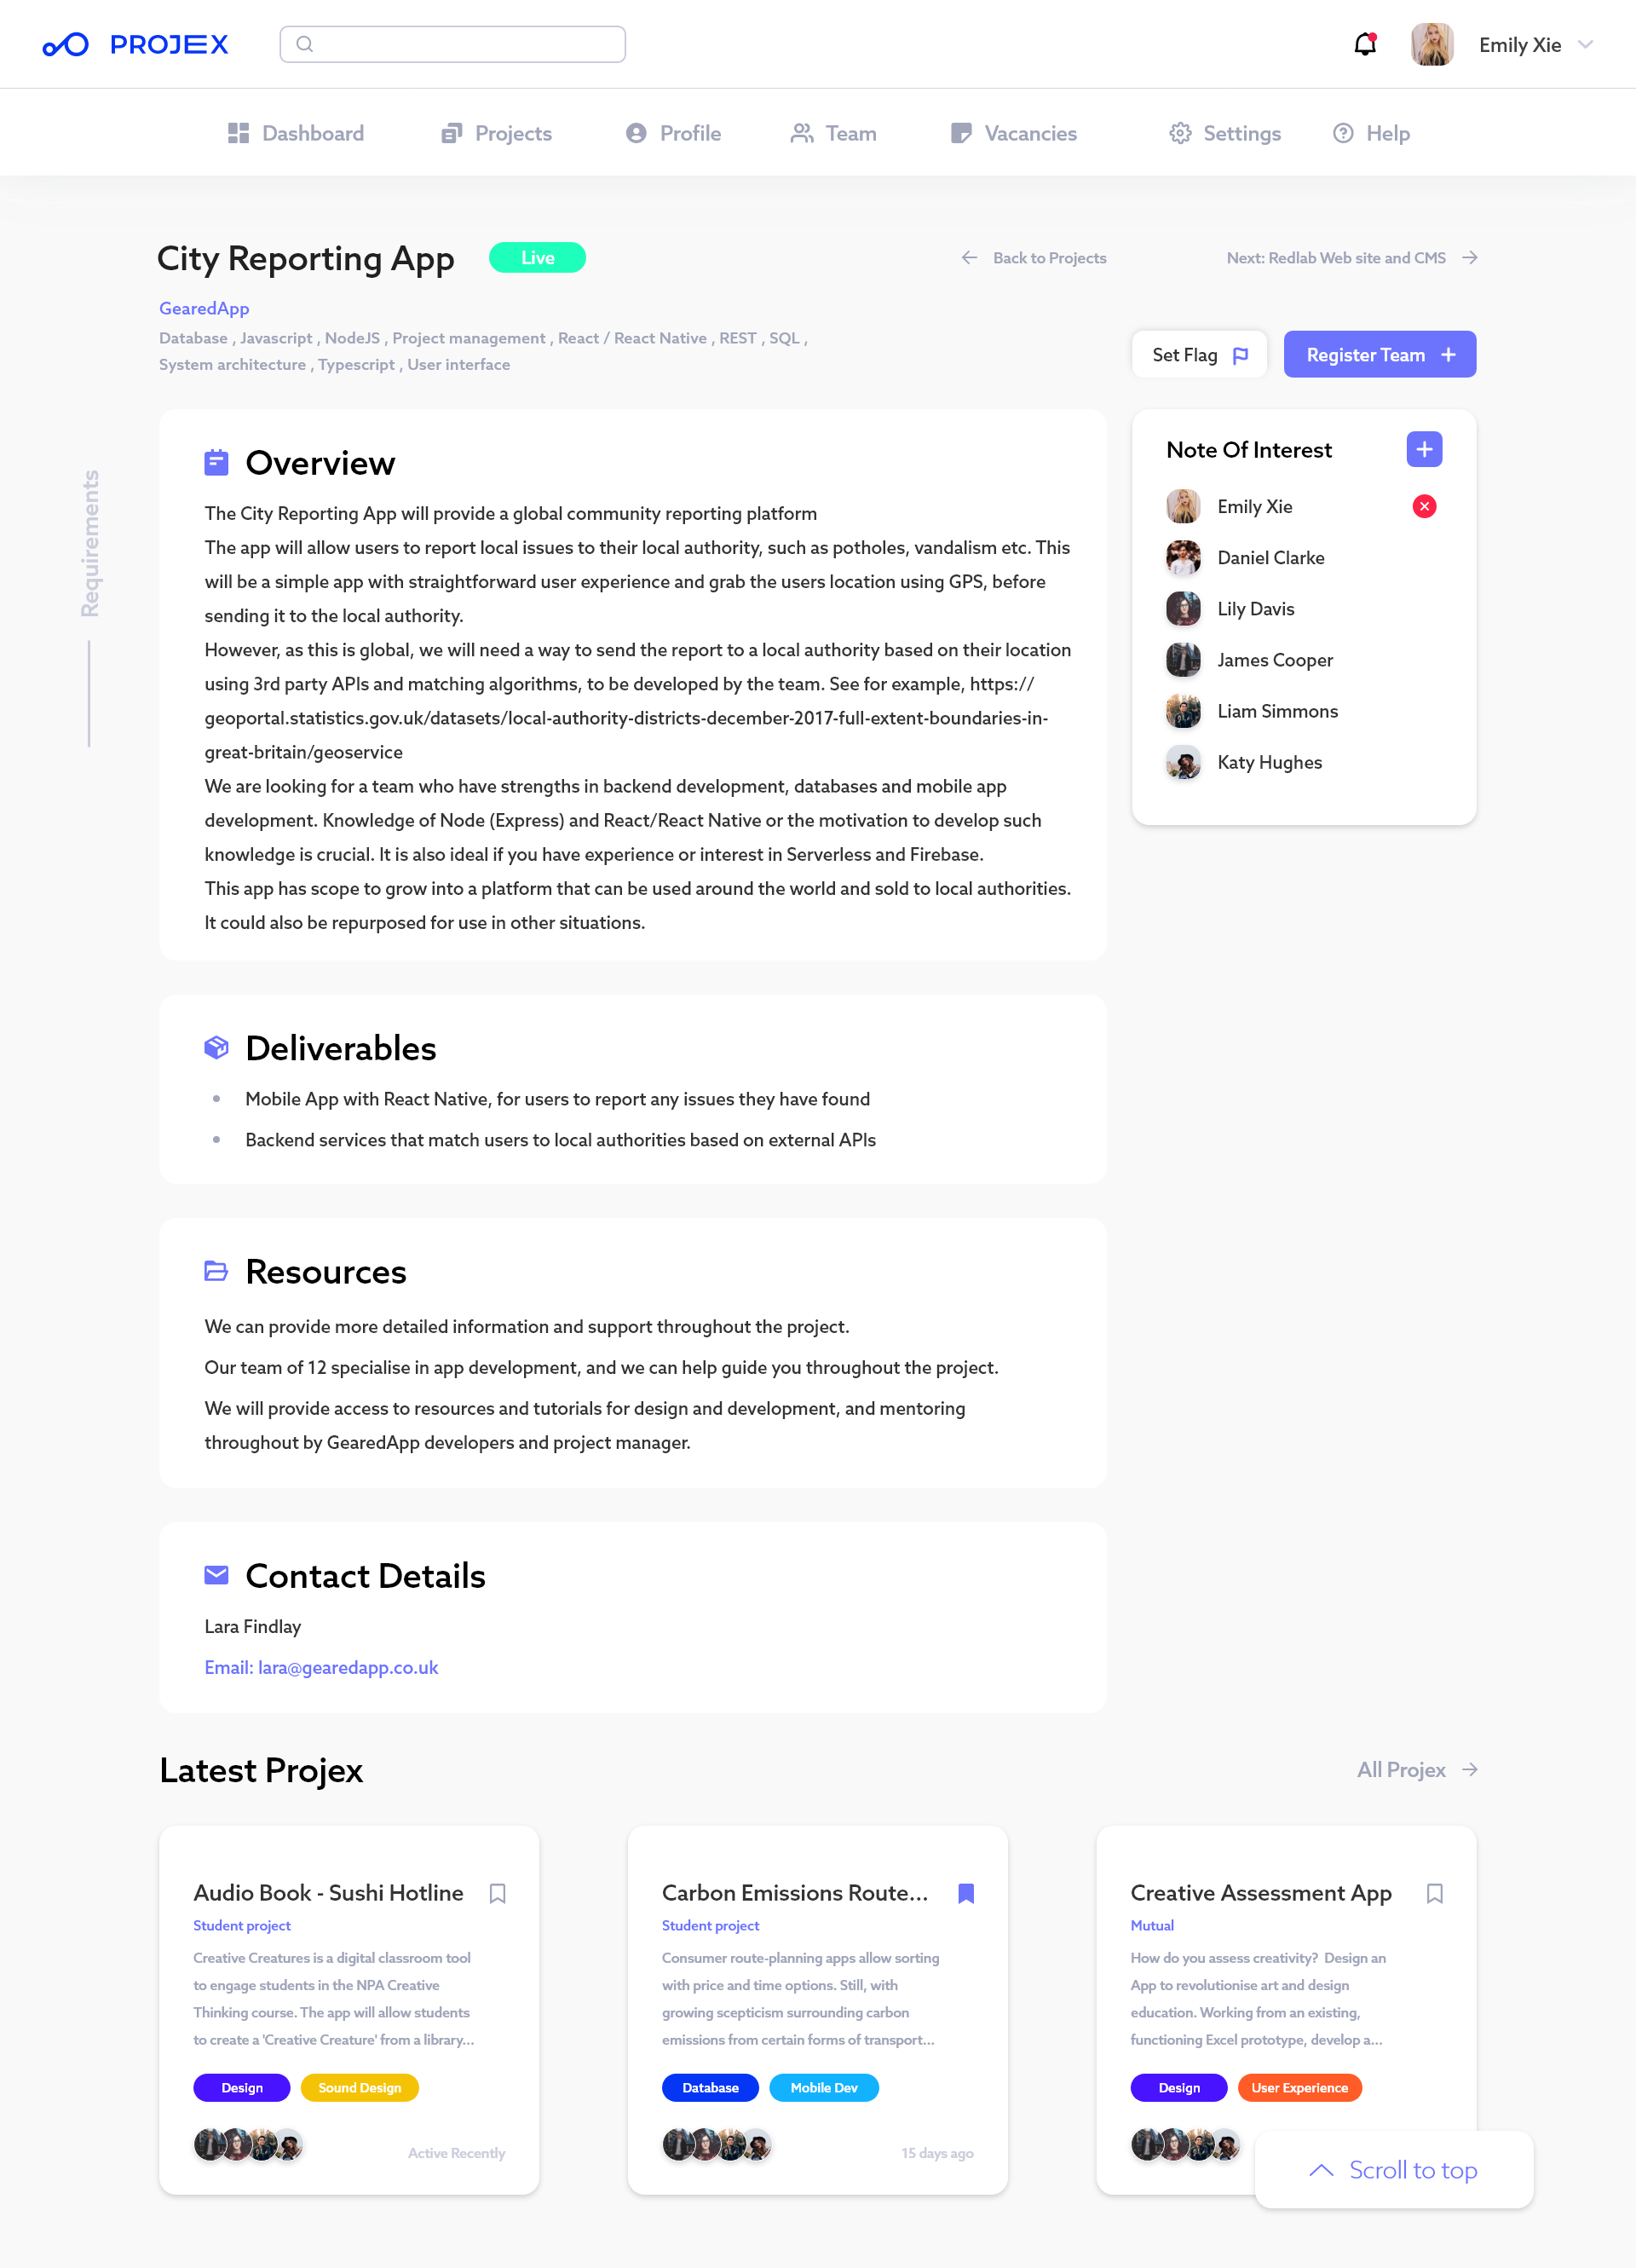 PROJEX
Emily Xie
Dashboard
Projects
Profile
Team
Vacancies
Settings
Help
City Reporting App
Live
Back to Projects
Next: Redlab Web site and CMS
GearedApp
Database , Javascript , NodeJS , Project management , React / React Native , REST , SQL ,
System architecture , Typescript , User interface
Set Flag
Register Team
Requirements
Overview
The City Reporting App will provide a global community reporting platform
The app will allow users to report local issues to their local authority, such as potholes, vandalism etc. This
will be a simple app with straightforward user experience and grab the users location using GPS, before
sending it to the local authority.
However, as this is global, we will need a way to send the report to a local authority based on their location
using 3rd party APIs and matching algorithms, to be developed by the team. See for example, https://
geoportal.statistics.gov.uk/datasets/local-authority-districts-december-2017-full-extent-boundaries-in-
great-britain/geoservice
We are looking for a team who have strengths in backend development, databases and mobile app
development. Knowledge of Node (Express) and React/React Native or the motivation to develop such
knowledge is crucial. It is also ideal if you have experience or interest in Serverless and Firebase.
This app has scope to grow into a platform that can be used around the world and sold to local authorities.
It could also be repurposed for use in other situations.
Note Of Interest
Emily Xie
Daniel Clarke
Lily Davis
James Cooper
Liam Simmons
Katy Hughes
Deliverables
Mobile App with React Native, for users to report any issues they have found
Backend services that match users to local authorities based on external APIs
Resources
We can provide more detailed information and support throughout the project.
Our team of 12 specialise in app development, and we can help guide you throughout the project.
We will provide access to resources and tutorials for design and development, and mentoring
throughout by GearedApp developers and project manager.
Contact Details
Lara Findlay
Email: lara@gearedapp.co.uk
Latest Projex
All Projex
Audio Book - Sushi Hotline
Student project
Creative Creatures is a digital classroom tool
to engage students in the NPA Creative
Thinking course. The app will allow students
to create a 'Creative Creature' from a library...
Design
Sound Design
Active Recently
Carbon Emissions Route...
Student project
Consumer route-planning apps allow sorting
with price and time options. Still, with
growing scepticism surrounding carbon
emissions from certain forms of transport...
Database
Mobile Dev
15 days ago
Creative Assessment App
Mutual
How do you assess creativity?  Design an
App to revolutionise art and design
education. Working from an existing,
functioning Excel prototype, develop a...
Design
User Experience
Scroll to top